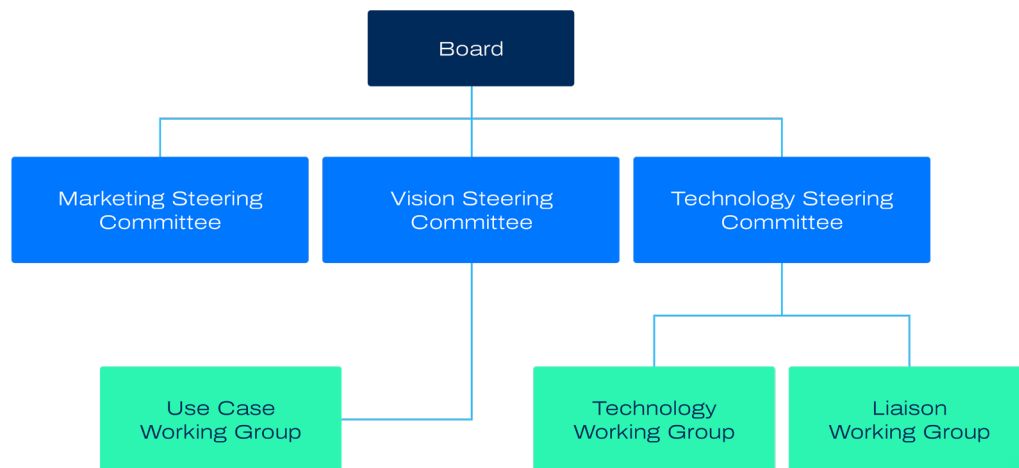 Board
Marketing Steering
Committee
Vision Steering
Committee
Technology Steering
Committee
Use Case
Working Group
Technology
Working Group
Liaison
Working Group